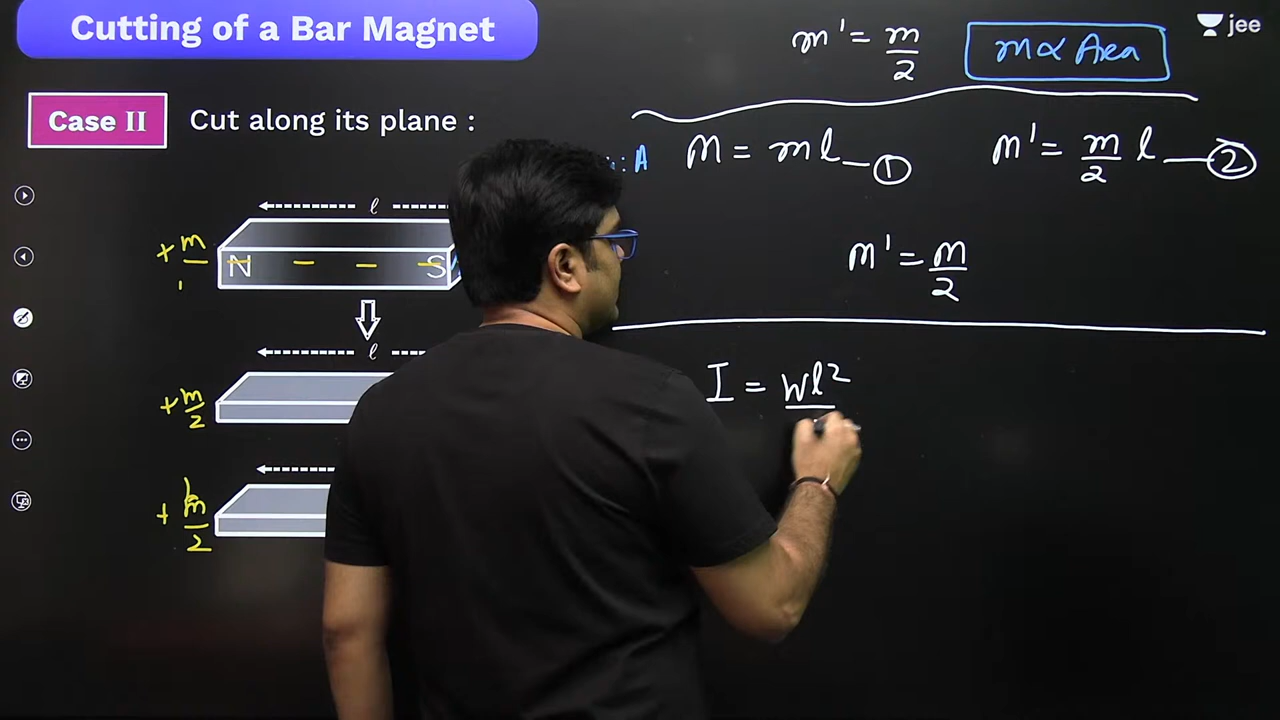 Cutting of a Bar Magnet
jee
m' = m/2
m ∝ Area
Case II
Cut along its plane :
: A
M = ml — ①
M' = m/2 l — ②
M' = M/2
l
+m
N
S
l
+m/2
+m/2
I = Wl²